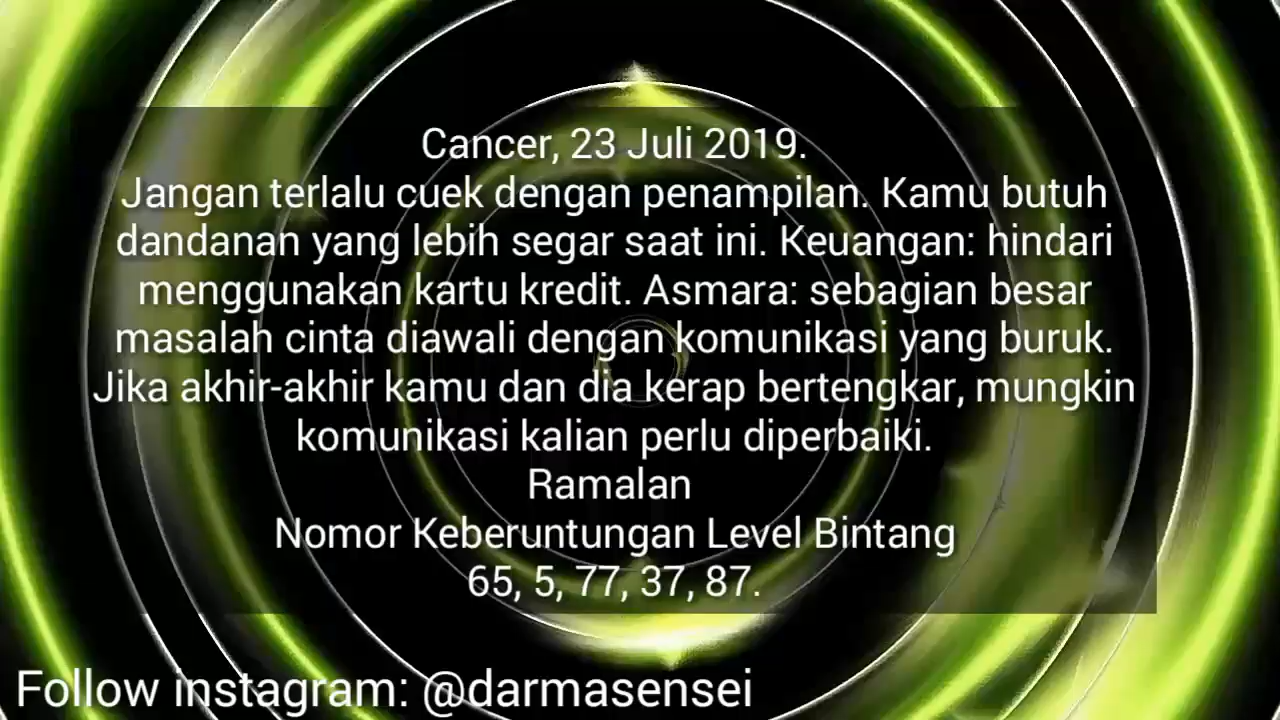 Cancer, 23 Juli 2019.
Jangan terlalu cuek dengan penampilan. Kamu butuh
dandanan yang lebih segar saat ini. Keuangan: hindari
menggunakan kartu kredit. Asmara: sebagian besar
masalah cinta diawali dengan komunikasi yang buruk.
Jika akhir-akhir kamu dan dia kerap bertengkar, mungkin
komunikasi kalian perlu diperbaiki.
Ramalan
Nomor Keberuntungan Level Bintang
65, 5, 77, 37, 87.
Follow instagram: @darmasensei